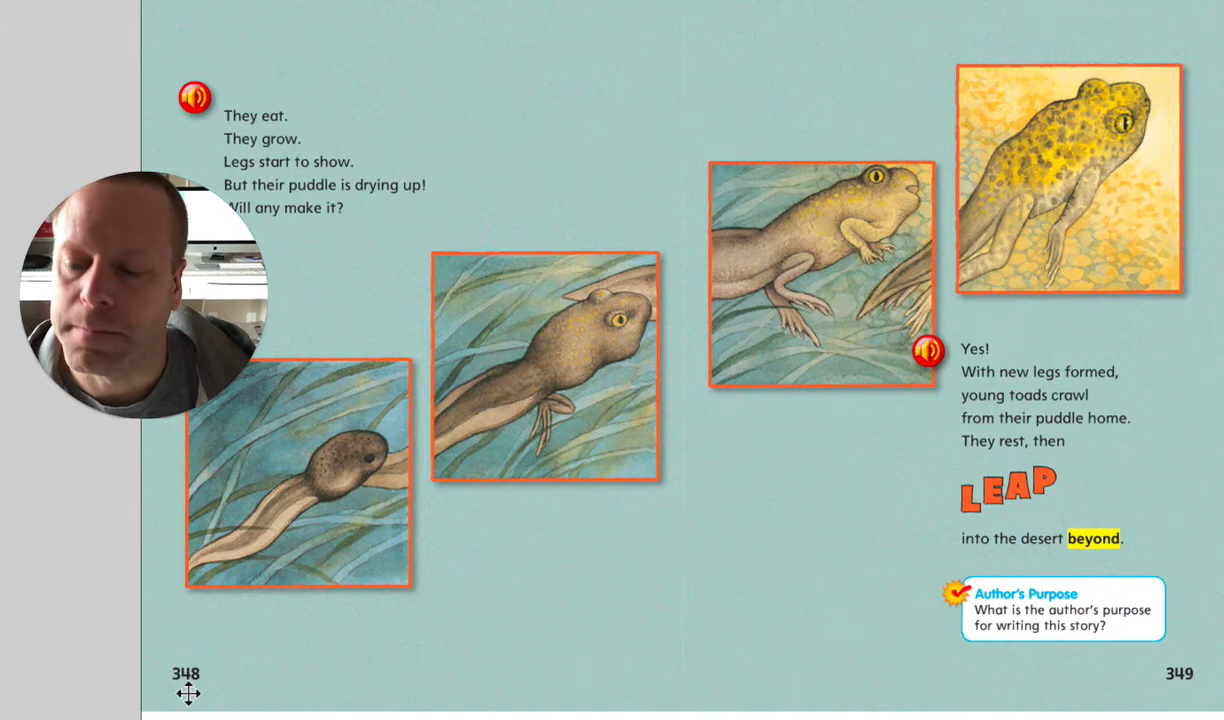 They eat.
They grow.
Legs start to show.
But their puddle is drying up!
Will any make it?
Yes!
With new legs formed,
young toads crawl
from their puddle home.
They rest, then
LEAP
into the desert beyond.
Author's Purpose
What is the author's purpose
for writing this story?
348
349